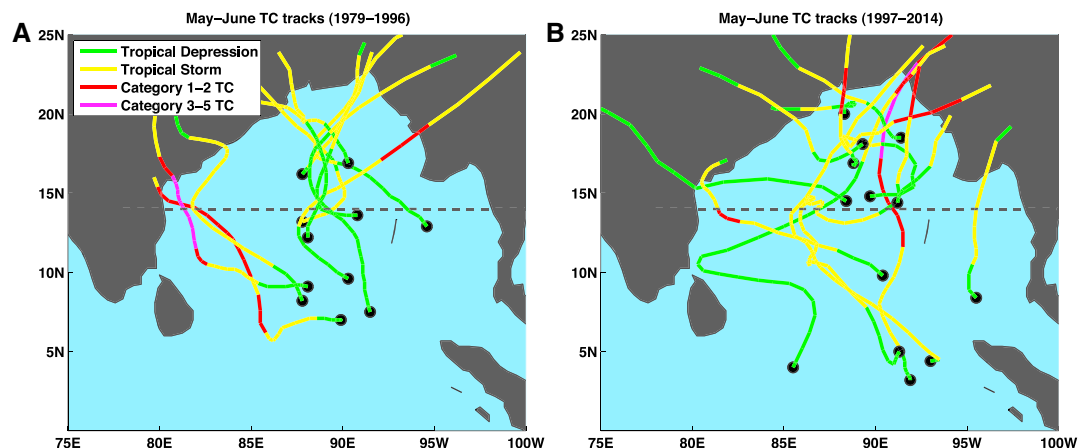 May–June TC tracks (1979–1996)
A
25N
20N
15N
10N
5N
75E
80E
85E
90E
95W
100W
Tropical Depression
Tropical Storm
Category 1–2 TC
Category 3–5 TC
May–June TC tracks (1997–2014)
B
25N
20N
15N
10N
5N
75E
80E
85E
90E
95W
100W